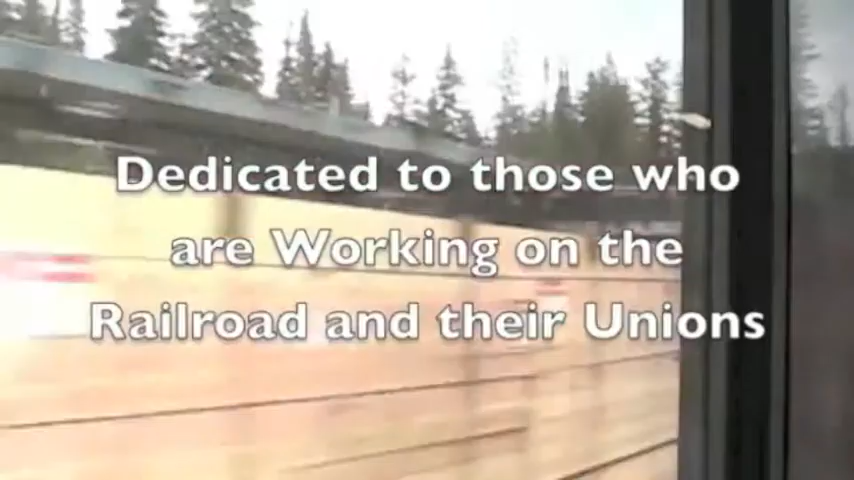 Dedicated to those who
are Working on the
Railroad and their Unions